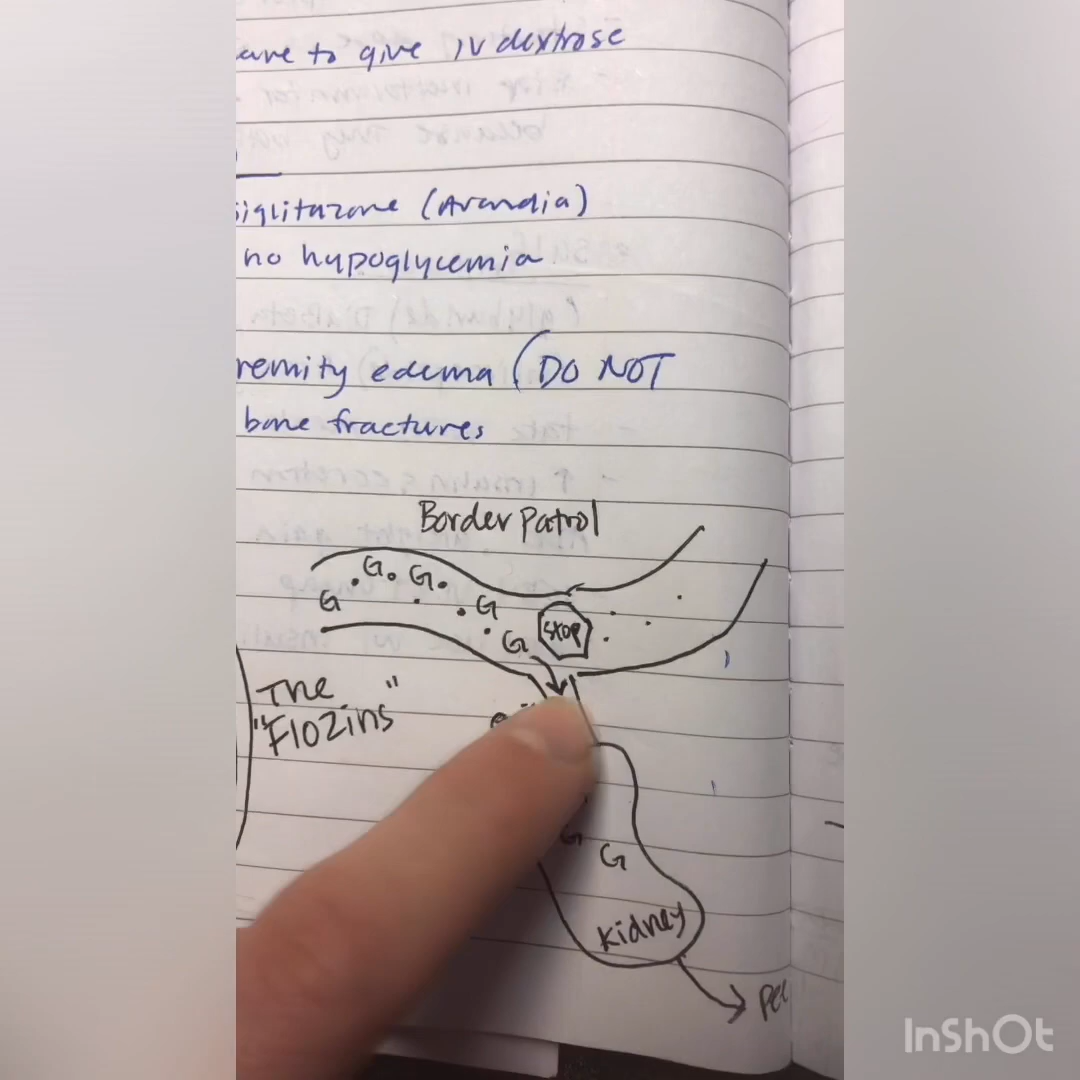 ave to give IV dextrose
iglitazone (Avandia)
no hypoglycemia
remity edema (DO NOT
bone fractures
Border Patrol
G G G G G
STOP
The
"Flozins"
G G
Kidney
InShOt